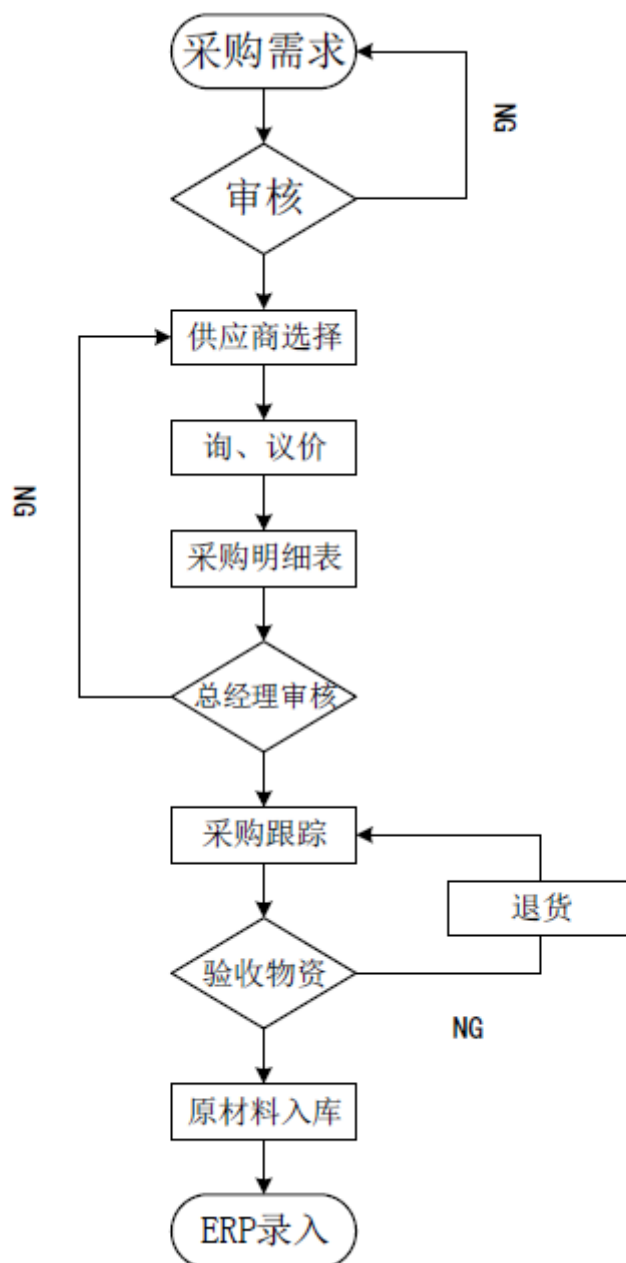 采购需求
NG
审核
供应商选择
询、议价
NG
采购明细表
总经理审核
采购跟踪
退货
验收物资
NG
原材料入库
ERP录入